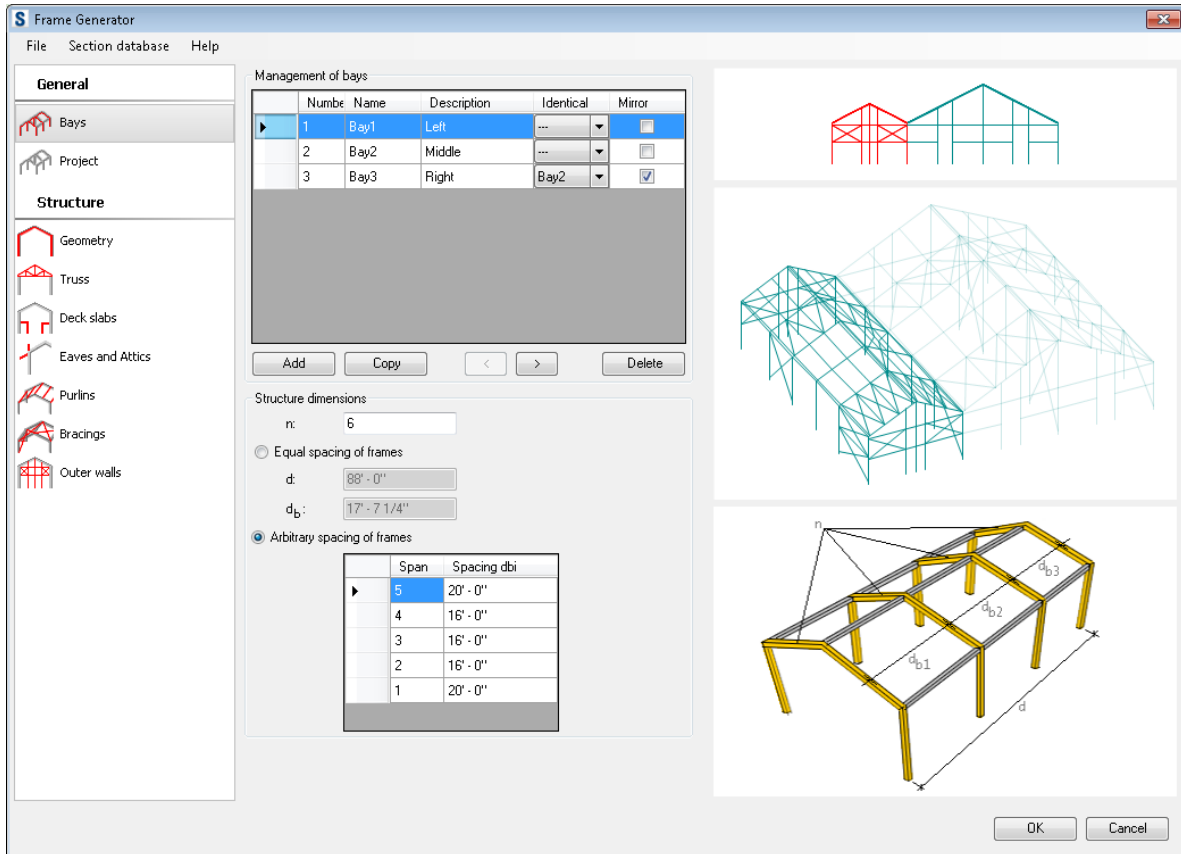 S Frame Generator
File Section database Help
General
Bays
Project
Structure
Geometry
Truss
Deck slabs
Eaves and Attics
Purlins
Bracings
Outer walls
Management of bays
Numbe Name Description Identical Mirror
1 Bay1 Left ---
2 Bay2 Middle ---
3 Bay3 Right Bay2
Add Copy < > Delete
Structure dimensions
n: 6
Equal spacing of frames
d: 88' - 0''
db: 17' - 7 1/4''
Arbitrary spacing of frames
Span Spacing dbi
5 20' - 0''
4 16' - 0''
3 16' - 0''
2 16' - 0''
1 20' - 0''
n
db3
db2
db1
d
OK Cancel